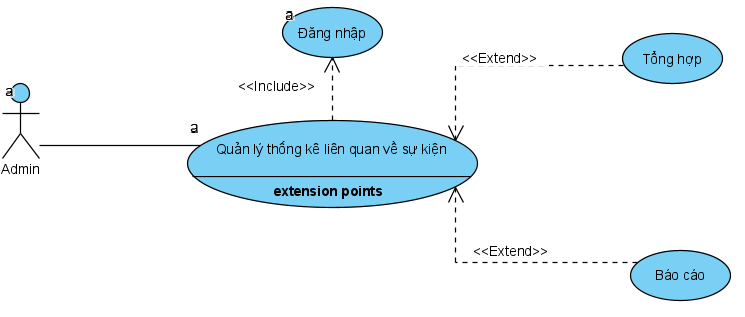 a
Đăng nhập
<<Include>>
<<Extend>>
Tổng hợp
a
Admin
a
Quản lý thống kê liên quan về sự kiện
extension points
<<Extend>>
Báo cáo